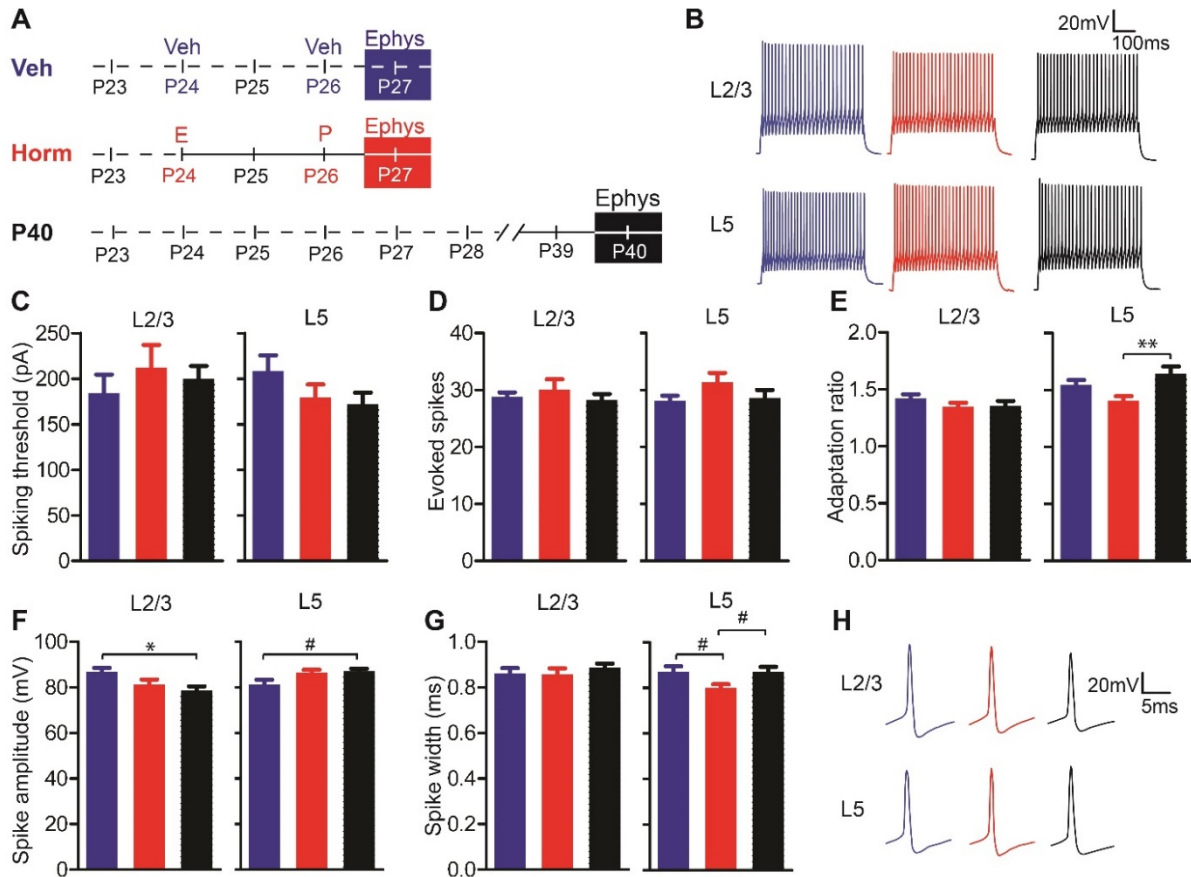 A
Veh Veh Ephys
Veh
P23 P24 P25 P26 P27
E P Ephys
Horm
P23 P24 P25 P26 P27
Ephys
P40
P23 P24 P25 P26 P27 P28 P39 P40
B
20mV
100ms
L2/3
L5
C
L2/3 L5
Spiking threshold (pA)
250
200
150
100
50
0
D
L2/3 L5
Evoked spikes
40
30
20
10
0
E
L2/3 L5
Adaptation ratio
2.0
1.5
1.0
0.5
0.0
**
F
L2/3 L5
Spike amplitude (mV)
100
80
60
40
20
0
* #
G
L2/3 L5
Spike width (ms)
1.0
0.8
0.6
0.4
0.2
0.0
# #
H
20mV
5ms
L2/3
L5